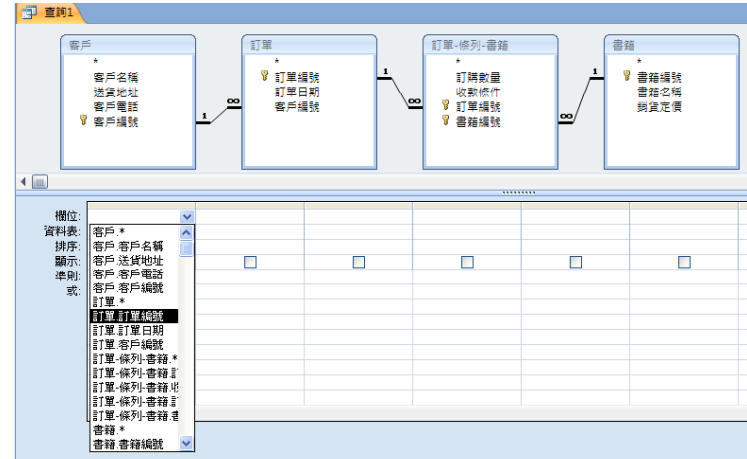 查詢1
客戶
*
客戶名稱
送貨地址
客戶電話
客戶編號
訂單
*
訂單編號
訂單日期
客戶編號
訂單-條列-書籍
*
訂購數量
收款條件
訂單編號
書籍編號
書籍
*
書籍編號
書籍名稱
銷貨定價
1
∞
1
∞
∞
1
欄位:
資料表:
排序:
顯示:
準則:
或:
客戶.*
客戶.客戶名稱
客戶.送貨地址
客戶.客戶電話
客戶.客戶編號
訂單.*
訂單.訂單編號
訂單.訂單日期
訂單.客戶編號
訂單-條列-書籍.*
訂單-條列-書籍.訂
訂單-條列-書籍.收
訂單-條列-書籍.訂
訂單-條列-書籍.書
書籍.*
書籍.書籍編號